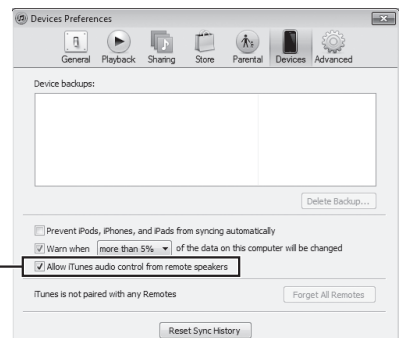 Devices Preferences
General Playback Sharing Store Parental Devices Advanced
Device backups:
Delete Backup...
Prevent iPods, iPhones, and iPads from syncing automatically
Warn when more than 5% of the data on this computer will be changed
Allow iTunes audio control from remote speakers
iTunes is not paired with any Remotes
Forget All Remotes
Reset Sync History